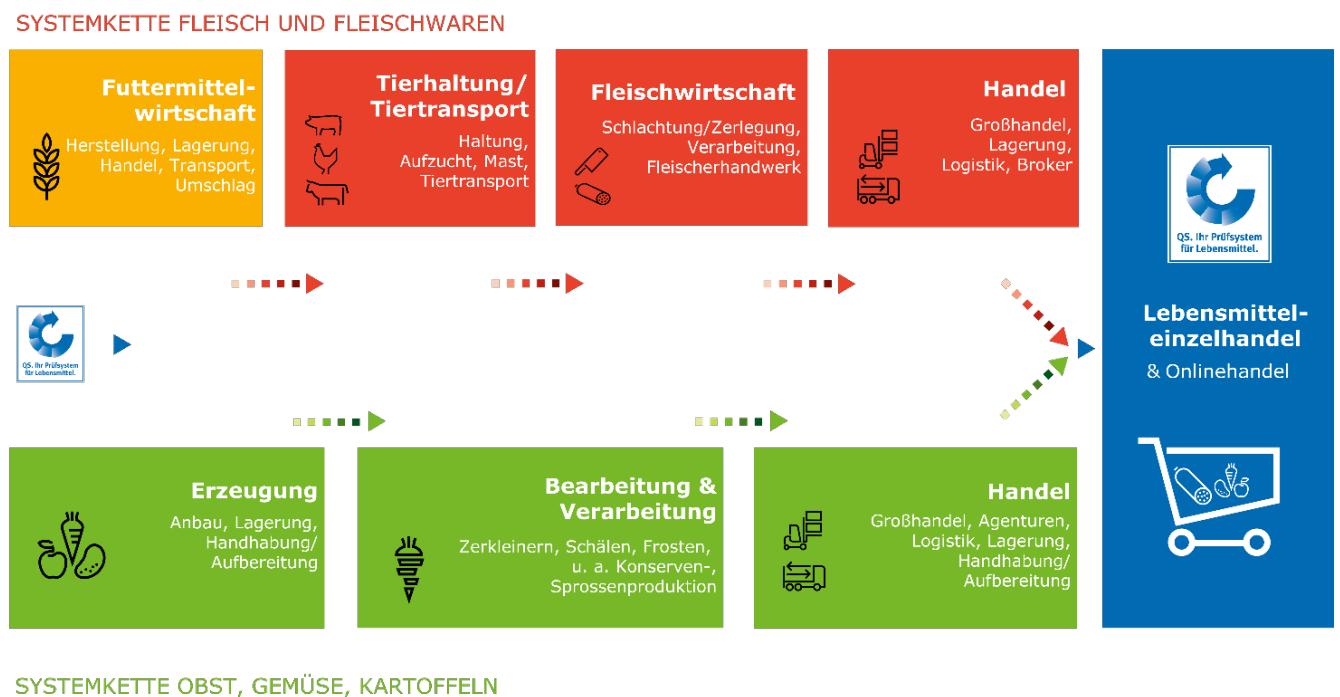 SYSTEMKETTE FLEISCH UND FLEISCHWAREN
Futtermittel-
wirtschaft
Herstellung, Lagerung,
Handel, Transport,
Umschlag
Tierhaltung/
Tiertransport
Haltung,
Aufzucht, Mast,
Tiertransport
Fleischwirtschaft
Schlachtung/Zerlegung,
Verarbeitung,
Fleischerhandwerk
Handel
Großhandel,
Lagerung,
Logistik, Broker
QS. Ihr Prüfsystem
für Lebensmittel.
Lebensmittel-
einzelhandel
& Onlinehandel
QS. Ihr Prüfsystem
für Lebensmittel.
Erzeugung
Anbau, Lagerung,
Handhabung/
Aufbereitung
Bearbeitung &
Verarbeitung
Zerkleinern, Schälen, Frosten,
u. a. Konserven-,
Sprossenproduktion
Handel
Großhandel, Agenturen,
Logistik, Lagerung,
Handhabung/
Aufbereitung
SYSTEMKETTE OBST, GEMÜSE, KARTOFFELN